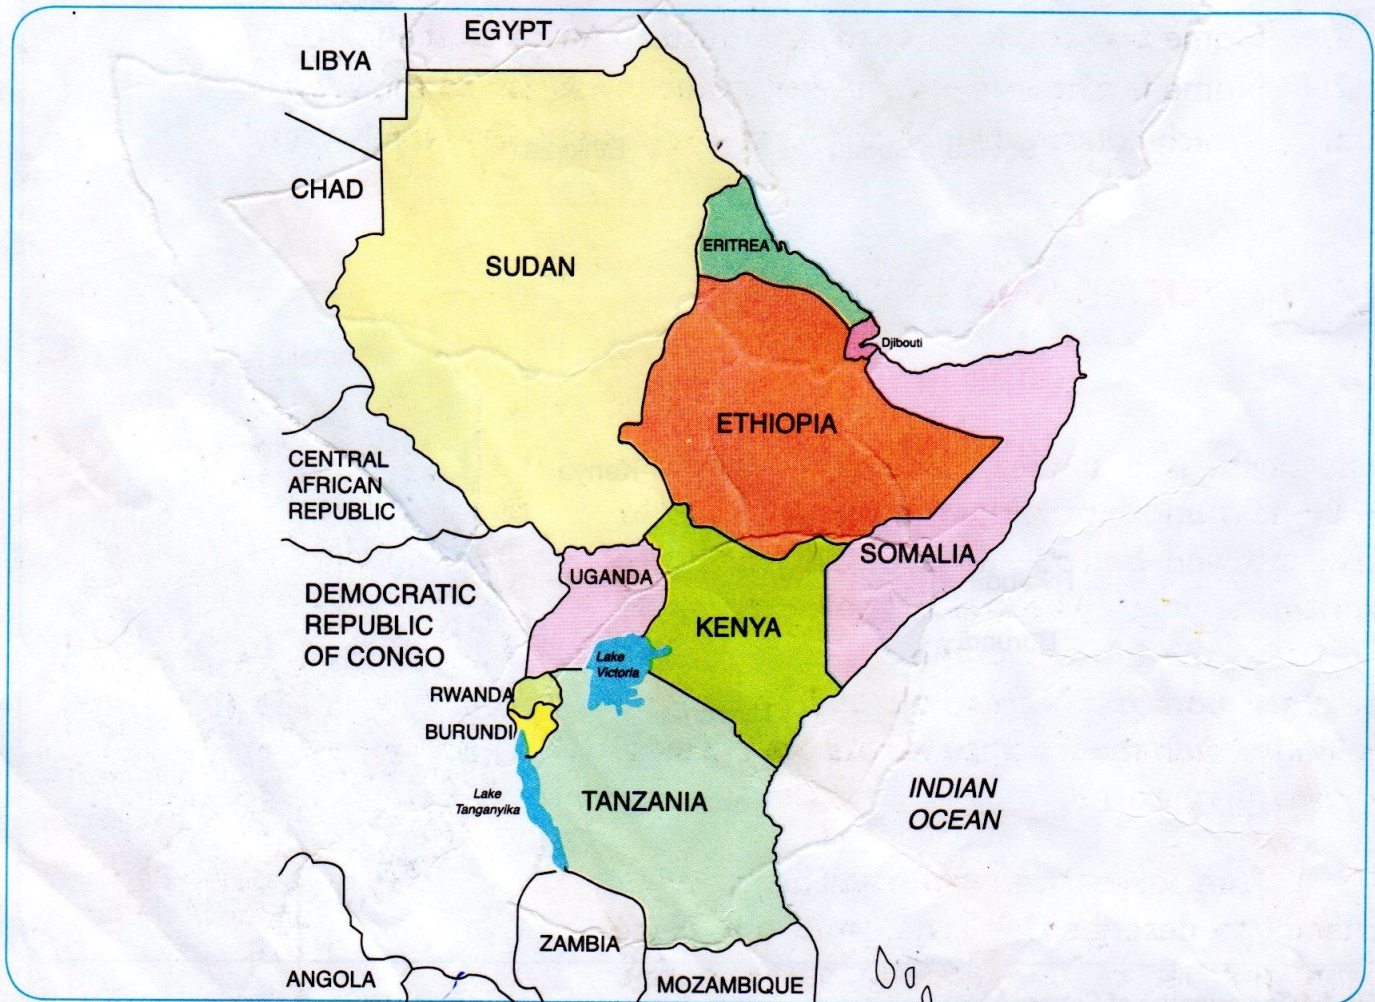 EGYPT
LIBYA
CHAD
SUDAN
ERITREA
Djibouti
ETHIOPIA
CENTRAL
AFRICAN
REPUBLIC
SOMALIA
UGANDA
DEMOCRATIC
REPUBLIC
OF CONGO
KENYA
Lake
Victoria
RWANDA
BURUNDI
Lake
Tanganyika
TANZANIA
INDIAN
OCEAN
ZAMBIA
ANGOLA
MOZAMBIQUE